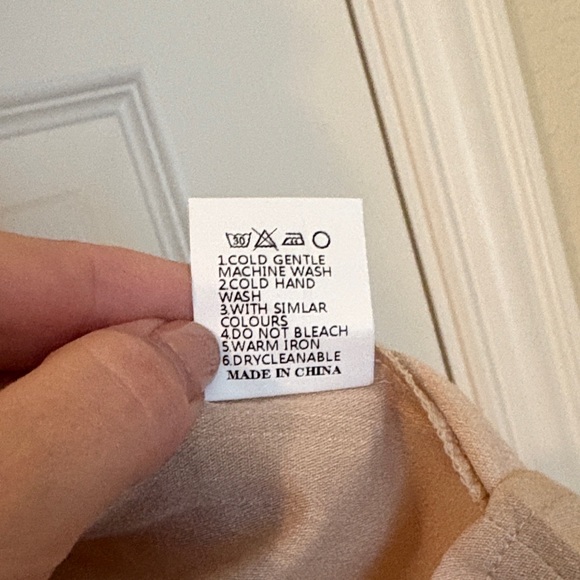 30
1.COLD GENTLE
MACHINE WASH
2.COLD HAND
WASH
3.WITH SIMLAR
COLOURS
4.DO NOT BLEACH
5.WARM IRON
6.DRYCLEANABLE
MADE IN CHINA